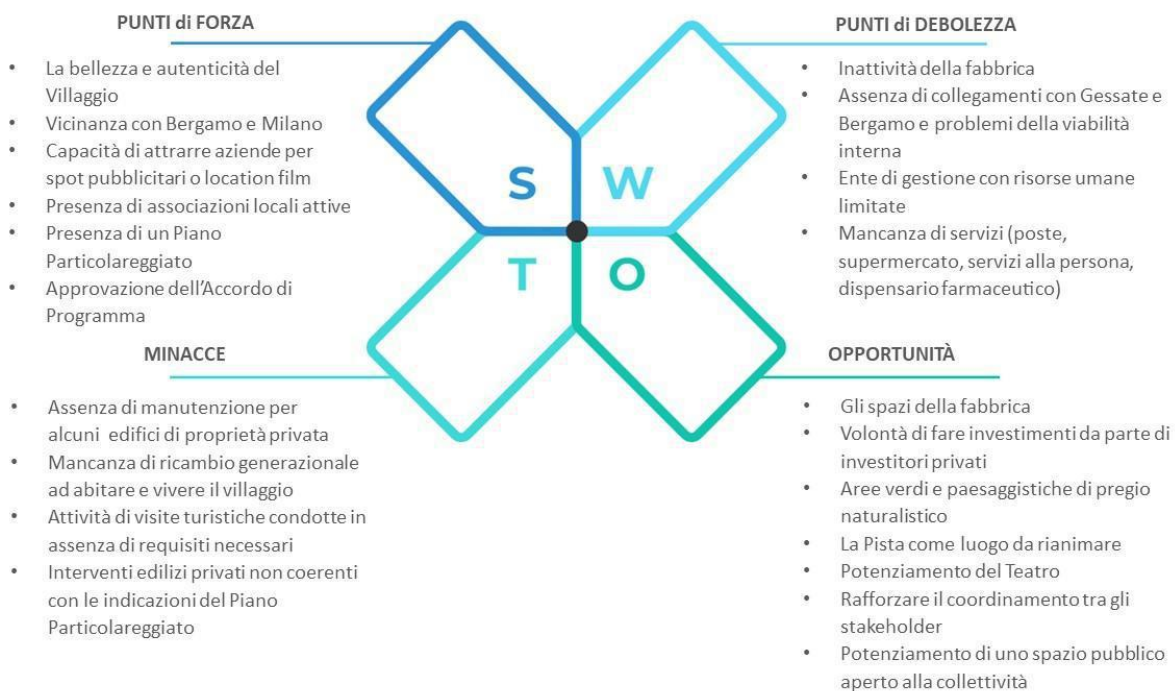 PUNTI di FORZA
• La bellezza e autenticità del
Villaggio
• Vicinanza con Bergamo e Milano
• Capacità di attrarre aziende per
spot pubblicitari o location film
• Presenza di associazioni locali attive
• Presenza di un Piano
Particolareggiato
• Approvazione dell'Accordo di
Programma
PUNTI di DEBOLEZZA
• Inattività della fabbrica
• Assenza di collegamenti con Gessate e
Bergamo e problemi della viabilità
interna
• Ente di gestione con risorse umane
limitate
• Mancanza di servizi (poste,
supermercato, servizi alla persona,
dispensario farmaceutico)
S W
T O
MINACCE
• Assenza di manutenzione per
alcuni edifici di proprietà privata
• Mancanza di ricambio generazionale
ad abitare e vivere il villaggio
• Attività di visite turistiche condotte in
assenza di requisiti necessari
• Interventi edilizi privati non coerenti
con le indicazioni del Piano
Particolareggiato
OPPORTUNITÀ
• Gli spazi della fabbrica
• Volontà di fare investimenti da parte di
investitori privati
• Aree verdi e paesaggistiche di pregio
naturalistico
• La Pista come luogo da rianimare
• Potenziamento del Teatro
• Rafforzare il coordinamento tra gli
stakeholder
• Potenziamento di uno spazio pubblico
aperto alla collettività